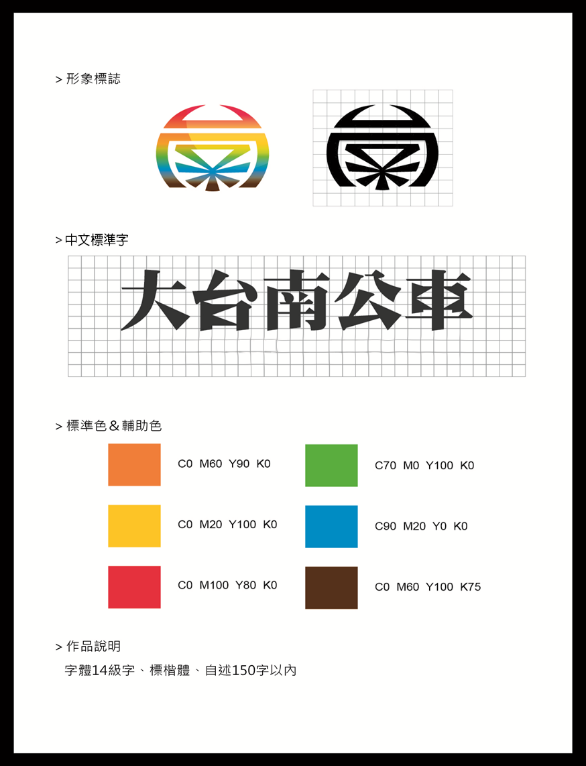 > 形象標誌
> 中文標準字
大台南公車
> 標準色＆輔助色
C0 M60 Y90 K0
C70 M0 Y100 K0
C0 M20 Y100 K0
C90 M20 Y0 K0
C0 M100 Y80 K0
C0 M60 Y100 K75
> 作品說明
字體14級字、標楷體、自述150字以內